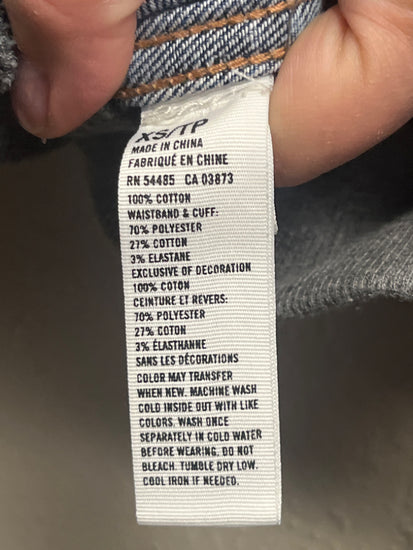 XS/TP
MADE IN CHINA
FABRIQUÉ EN CHINE
RN 54485 CA 03873
100% COTTON
WAISTBAND & CUFF:
70% POLYESTER
27% COTTON
3% ELASTANE
EXCLUSIVE OF DECORATION
100% COTON
CEINTURE ET REVERS:
70% POLYESTER
27% COTON
3% ÉLASTHANNE
SANS LES DÉCORATIONS
COLOR MAY TRANSFER
WHEN NEW. MACHINE WASH
COLD INSIDE OUT WITH LIKE
COLORS. WASH ONCE
SEPARATELY IN COLD WATER
BEFORE WEARING. DO NOT
BLEACH. TUMBLE DRY LOW.
COOL IRON IF NEEDED.